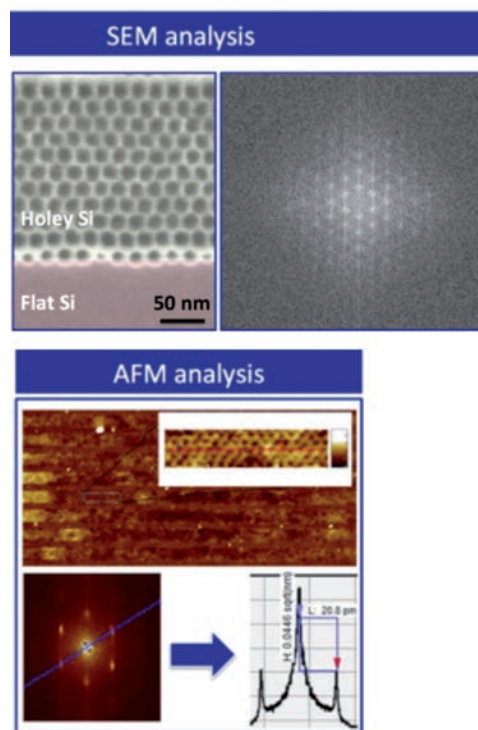 SEM analysis
Holey Si
Flat Si
50 nm
AFM analysis
H: 0.0446 sqrt(nm)
L: 20.8 pm